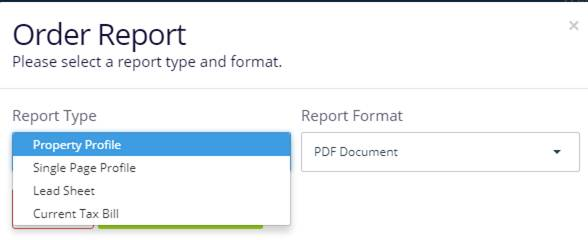 Order Report
×
Please select a report type and format.
Report Type
Report Format
Property Profile
PDF Document
Single Page Profile
Lead Sheet
Current Tax Bill